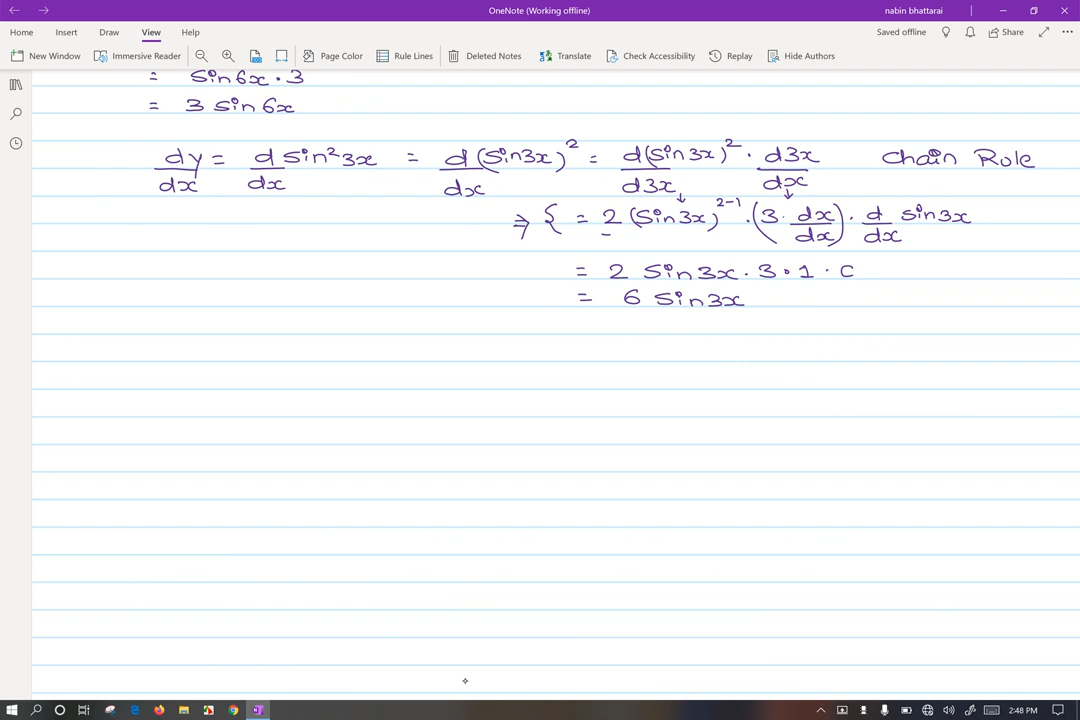 OneNote (Working offline)
nabin bhattarai
Home Insert Draw View Help
Saved offline Share
New Window Immersive Reader Page Color Rule Lines Deleted Notes Translate Check Accessibility Replay Hide Authors
= sin6x · 3
= 3 sin6x
dy/dx = d sin²3x/dx = d(sin3x)²/dx = d(sin3x)²/d3x · d3x/dx Chain Rule
⇒ { = 2 (sin3x)²⁻¹ · (3 · dx/dx) · d/dx sin3x
= 2 sin3x · 3 · 1 · c
= 6 sin3x
2:48 PM